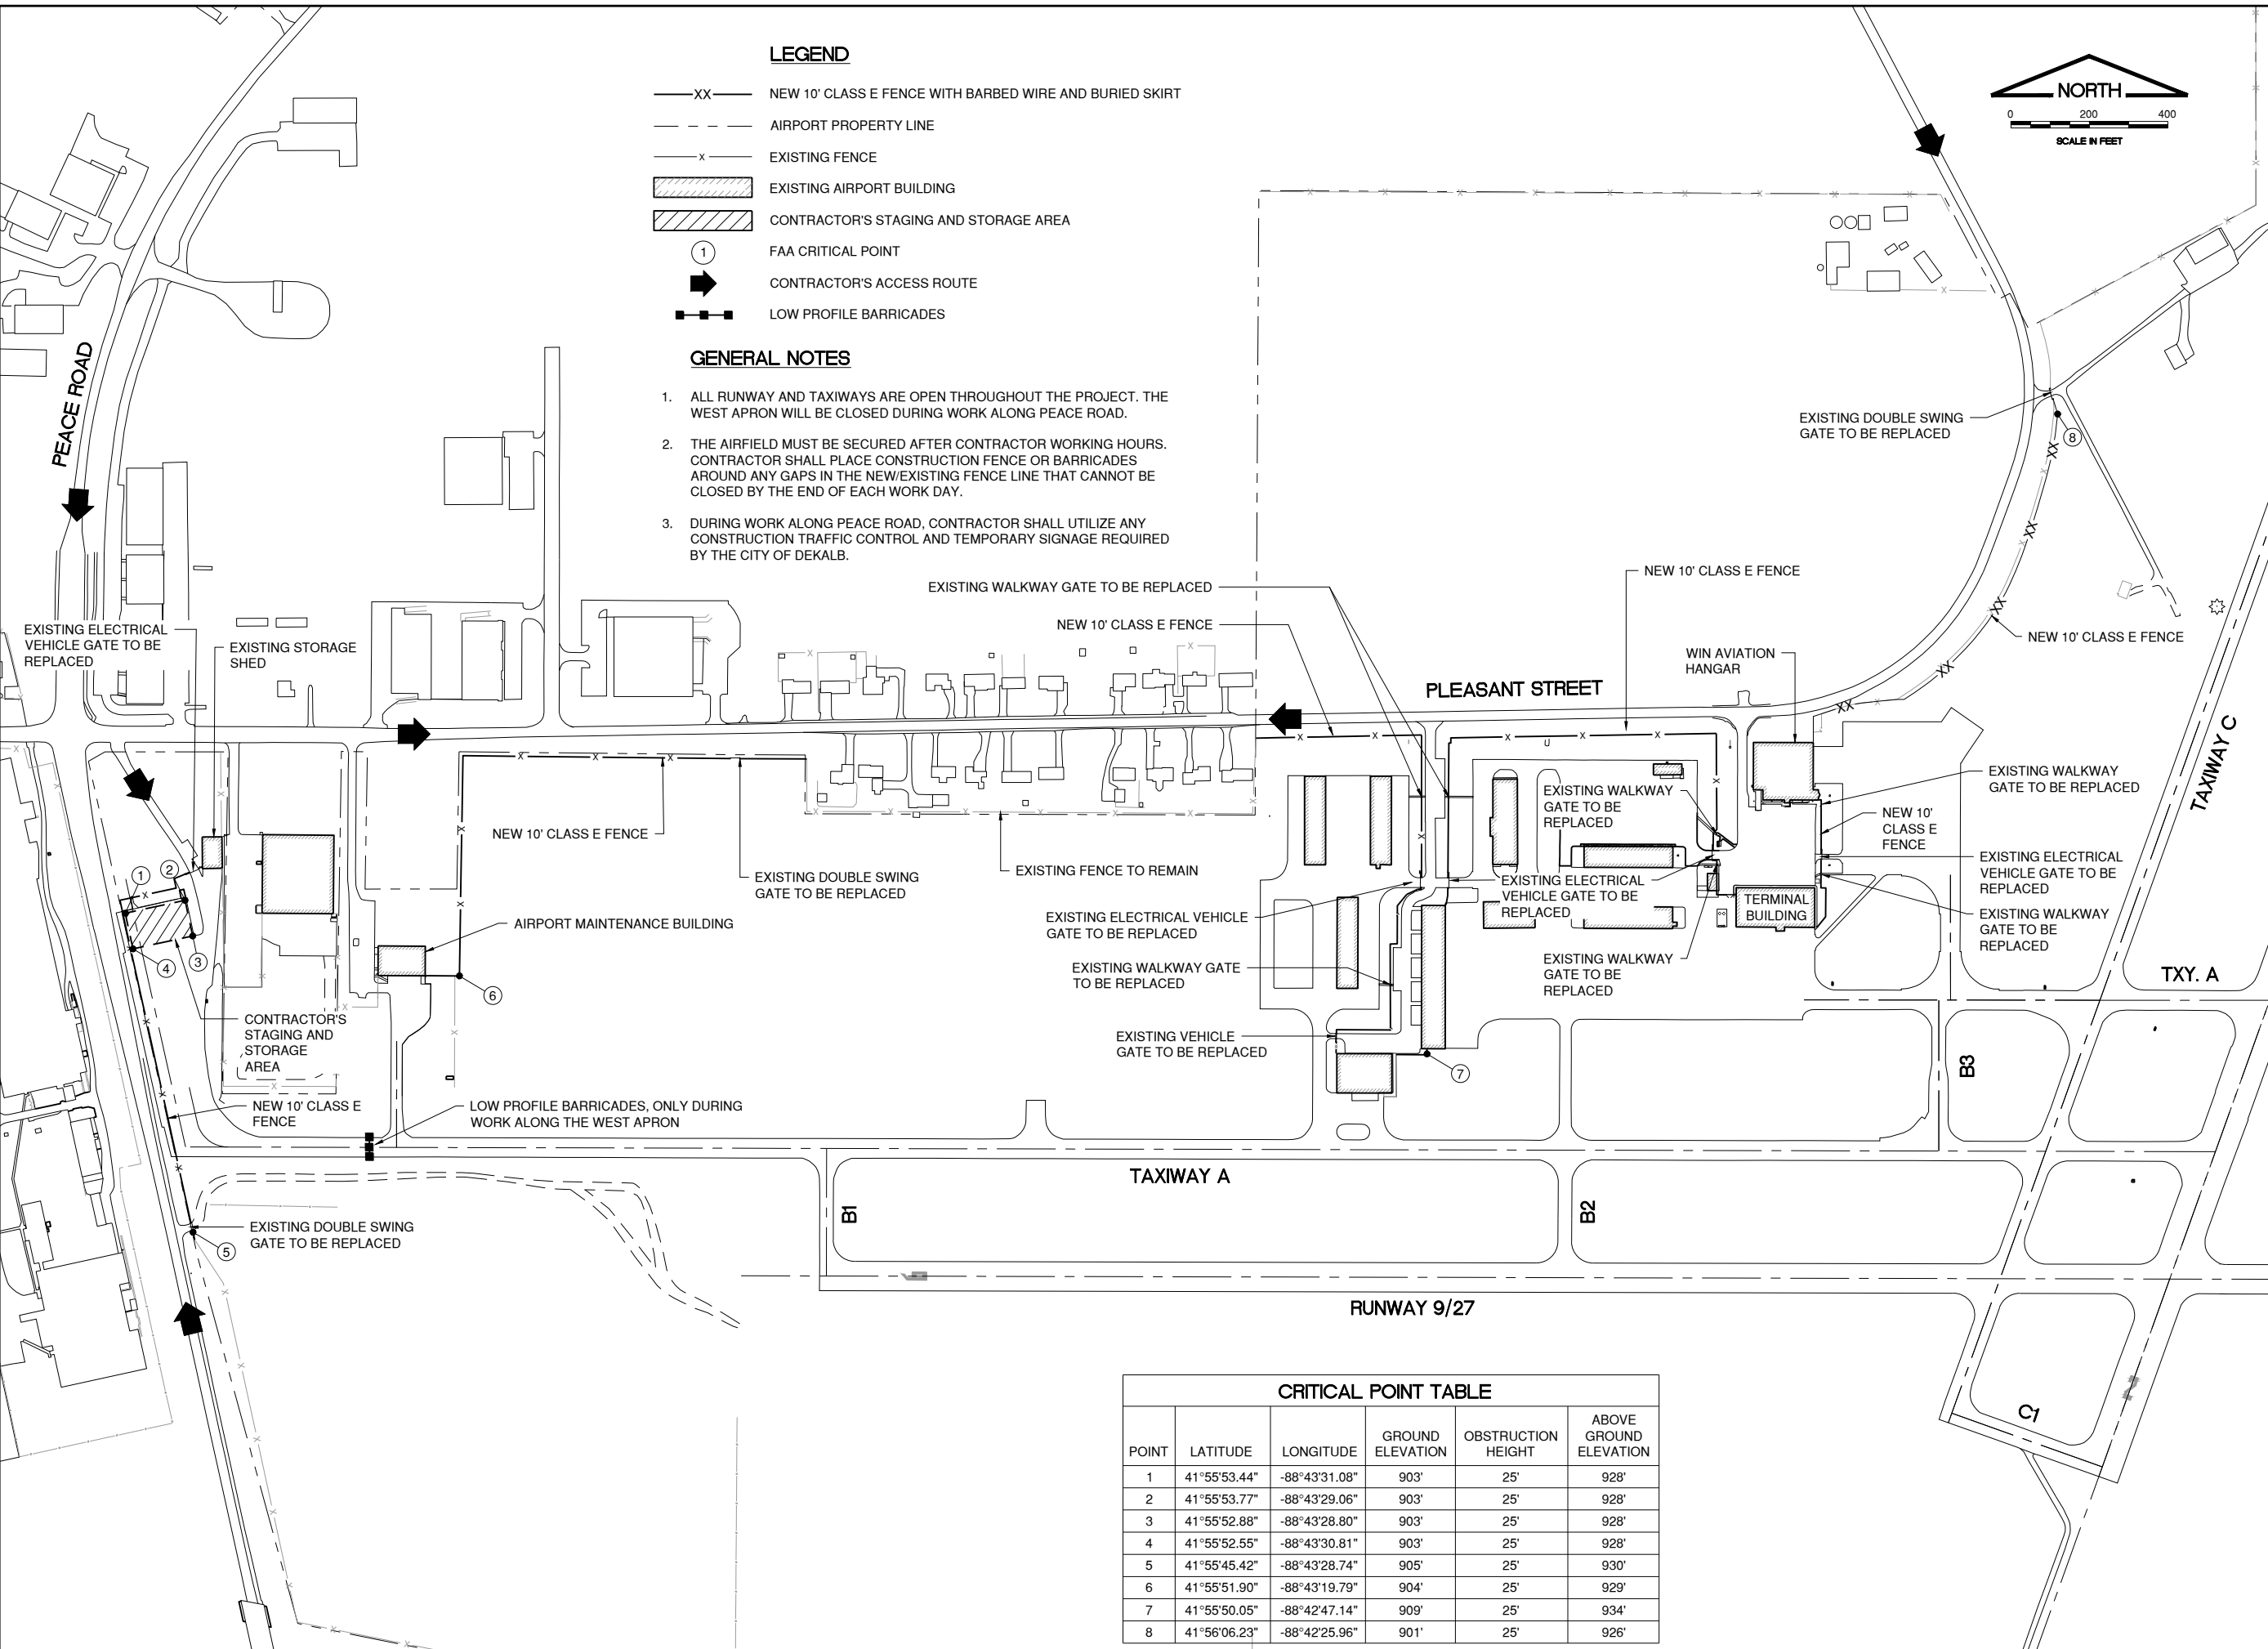 LEGEND
XX NEW 10' CLASS E FENCE WITH BARBED WIRE AND BURIED SKIRT
AIRPORT PROPERTY LINE
x EXISTING FENCE
EXISTING AIRPORT BUILDING
CONTRACTOR'S STAGING AND STORAGE AREA
1 FAA CRITICAL POINT
CONTRACTOR'S ACCESS ROUTE
LOW PROFILE BARRICADES
GENERAL NOTES
1. ALL RUNWAY AND TAXIWAYS ARE OPEN THROUGHOUT THE PROJECT. THE
WEST APRON WILL BE CLOSED DURING WORK ALONG PEACE ROAD.
2. THE AIRFIELD MUST BE SECURED AFTER CONTRACTOR WORKING HOURS.
CONTRACTOR SHALL PLACE CONSTRUCTION FENCE OR BARRICADES
AROUND ANY GAPS IN THE NEW/EXISTING FENCE LINE THAT CANNOT BE
CLOSED BY THE END OF EACH WORK DAY.
3. DURING WORK ALONG PEACE ROAD, CONTRACTOR SHALL UTILIZE ANY
CONSTRUCTION TRAFFIC CONTROL AND TEMPORARY SIGNAGE REQUIRED
BY THE CITY OF DEKALB.
NORTH
0 200 400
SCALE IN FEET
PEACE ROAD
EXISTING DOUBLE SWING
GATE TO BE REPLACED
8
EXISTING WALKWAY GATE TO BE REPLACED
NEW 10' CLASS E FENCE
NEW 10' CLASS E FENCE
NEW 10' CLASS E FENCE
EXISTING ELECTRICAL
VEHICLE GATE TO BE
REPLACED
EXISTING STORAGE
SHED
WIN AVIATION
HANGAR
PLEASANT STREET
TAXIWAY C
EXISTING WALKWAY
GATE TO BE REPLACED
EXISTING WALKWAY
GATE TO BE
REPLACED
NEW 10'
CLASS E
FENCE
NEW 10' CLASS E FENCE
EXISTING DOUBLE SWING
GATE TO BE REPLACED
EXISTING FENCE TO REMAIN
EXISTING ELECTRICAL
VEHICLE GATE TO BE
REPLACED
EXISTING ELECTRICAL
VEHICLE GATE TO BE
REPLACED
1
2
3
4
TERMINAL
BUILDING
EXISTING WALKWAY
GATE TO BE
REPLACED
AIRPORT MAINTENANCE BUILDING
EXISTING ELECTRICAL VEHICLE
GATE TO BE REPLACED
6
EXISTING WALKWAY GATE
TO BE REPLACED
EXISTING WALKWAY
GATE TO BE
REPLACED
TXY. A
CONTRACTOR'S
STAGING AND
STORAGE
AREA
EXISTING VEHICLE
GATE TO BE REPLACED
7
B3
NEW 10' CLASS E
FENCE
LOW PROFILE BARRICADES, ONLY DURING
WORK ALONG THE WEST APRON
TAXIWAY A
B1
B2
EXISTING DOUBLE SWING
GATE TO BE REPLACED
5
9
RUNWAY 9/27
C1
CRITICAL POINT TABLE
POINT LATITUDE LONGITUDE GROUND ELEVATION OBSTRUCTION HEIGHT ABOVE GROUND ELEVATION
1 41°55'53.44" -88°43'31.08" 903' 25' 928'
2 41°55'53.77" -88°43'29.06" 903' 25' 928'
3 41°55'52.88" -88°43'28.80" 903' 25' 928'
4 41°55'52.55" -88°43'30.81" 903' 25' 928'
5 41°55'45.42" -88°43'28.74" 905' 25' 930'
6 41°55'51.90" -88°43'19.79" 904' 25' 929'
7 41°55'50.05" -88°42'47.14" 909' 25' 934'
8 41°56'06.23" -88°42'25.96" 901' 25' 926'